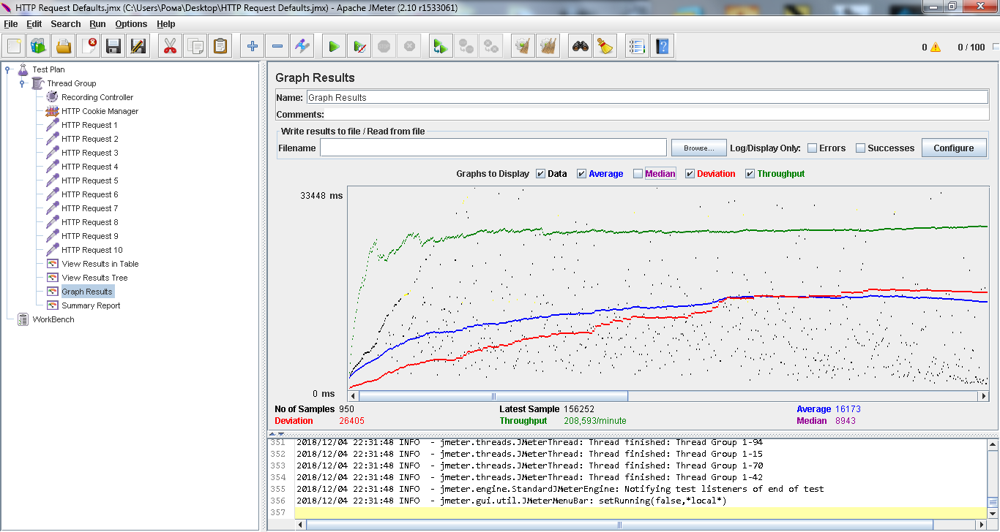 HTTP Request Defaults.jmx (C:\Users\Рома\Desktop\HTTP Request Defaults.jmx) - Apache JMeter (2.10 r1533061)
File Edit Search Run Options Help
0 0 / 100
Test Plan
Thread Group
Recording Controller
HTTP Cookie Manager
HTTP Request 1
HTTP Request 2
HTTP Request 3
HTTP Request 4
HTTP Request 5
HTTP Request 6
HTTP Request 7
HTTP Request 8
HTTP Request 9
HTTP Request 10
View Results in Table
View Results Tree
Graph Results
Summary Report
WorkBench
Graph Results
Name: Graph Results
Comments:
Write results to file / Read from file
Filename Browse... Log/Display Only: Errors Successes Configure
Graphs to Display Data Average Median Deviation Throughput
33448 ms
0 ms
No of Samples 950 Latest Sample 156252 Average 16173
Deviation 26405 Throughput 208,593/minute Median 8943
351 2018/12/04 22:31:48 INFO - jmeter.threads.JMeterThread: Thread finished: Thread Group 1-94
352 2018/12/04 22:31:48 INFO - jmeter.threads.JMeterThread: Thread finished: Thread Group 1-15
353 2018/12/04 22:31:48 INFO - jmeter.threads.JMeterThread: Thread finished: Thread Group 1-70
354 2018/12/04 22:31:48 INFO - jmeter.threads.JMeterThread: Thread finished: Thread Group 1-42
355 2018/12/04 22:31:48 INFO - jmeter.engine.StandardJMeterEngine: Notifying test listeners of end of test
356 2018/12/04 22:31:48 INFO - jmeter.gui.util.JMeterMenuBar: setRunning(false,*local*)
357